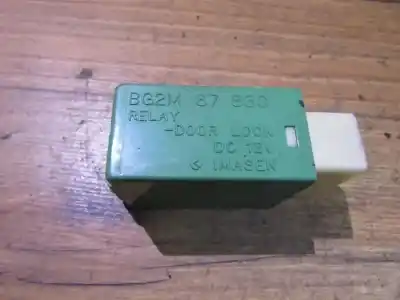 BG2M 67 830
RELAY
-DOOR LOCK
DC 12V
IMASEN